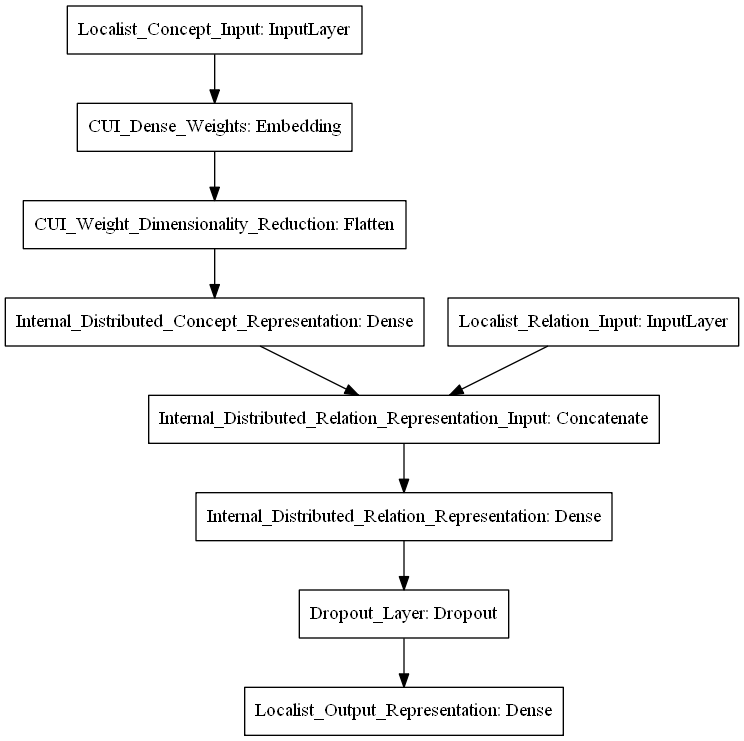 Localist_Concept_Input: InputLayer
CUI_Dense_Weights: Embedding
CUI_Weight_Dimensionality_Reduction: Flatten
Internal_Distributed_Concept_Representation: Dense
Localist_Relation_Input: InputLayer
Internal_Distributed_Relation_Representation_Input: Concatenate
Internal_Distributed_Relation_Representation: Dense
Dropout_Layer: Dropout
Localist_Output_Representation: Dense